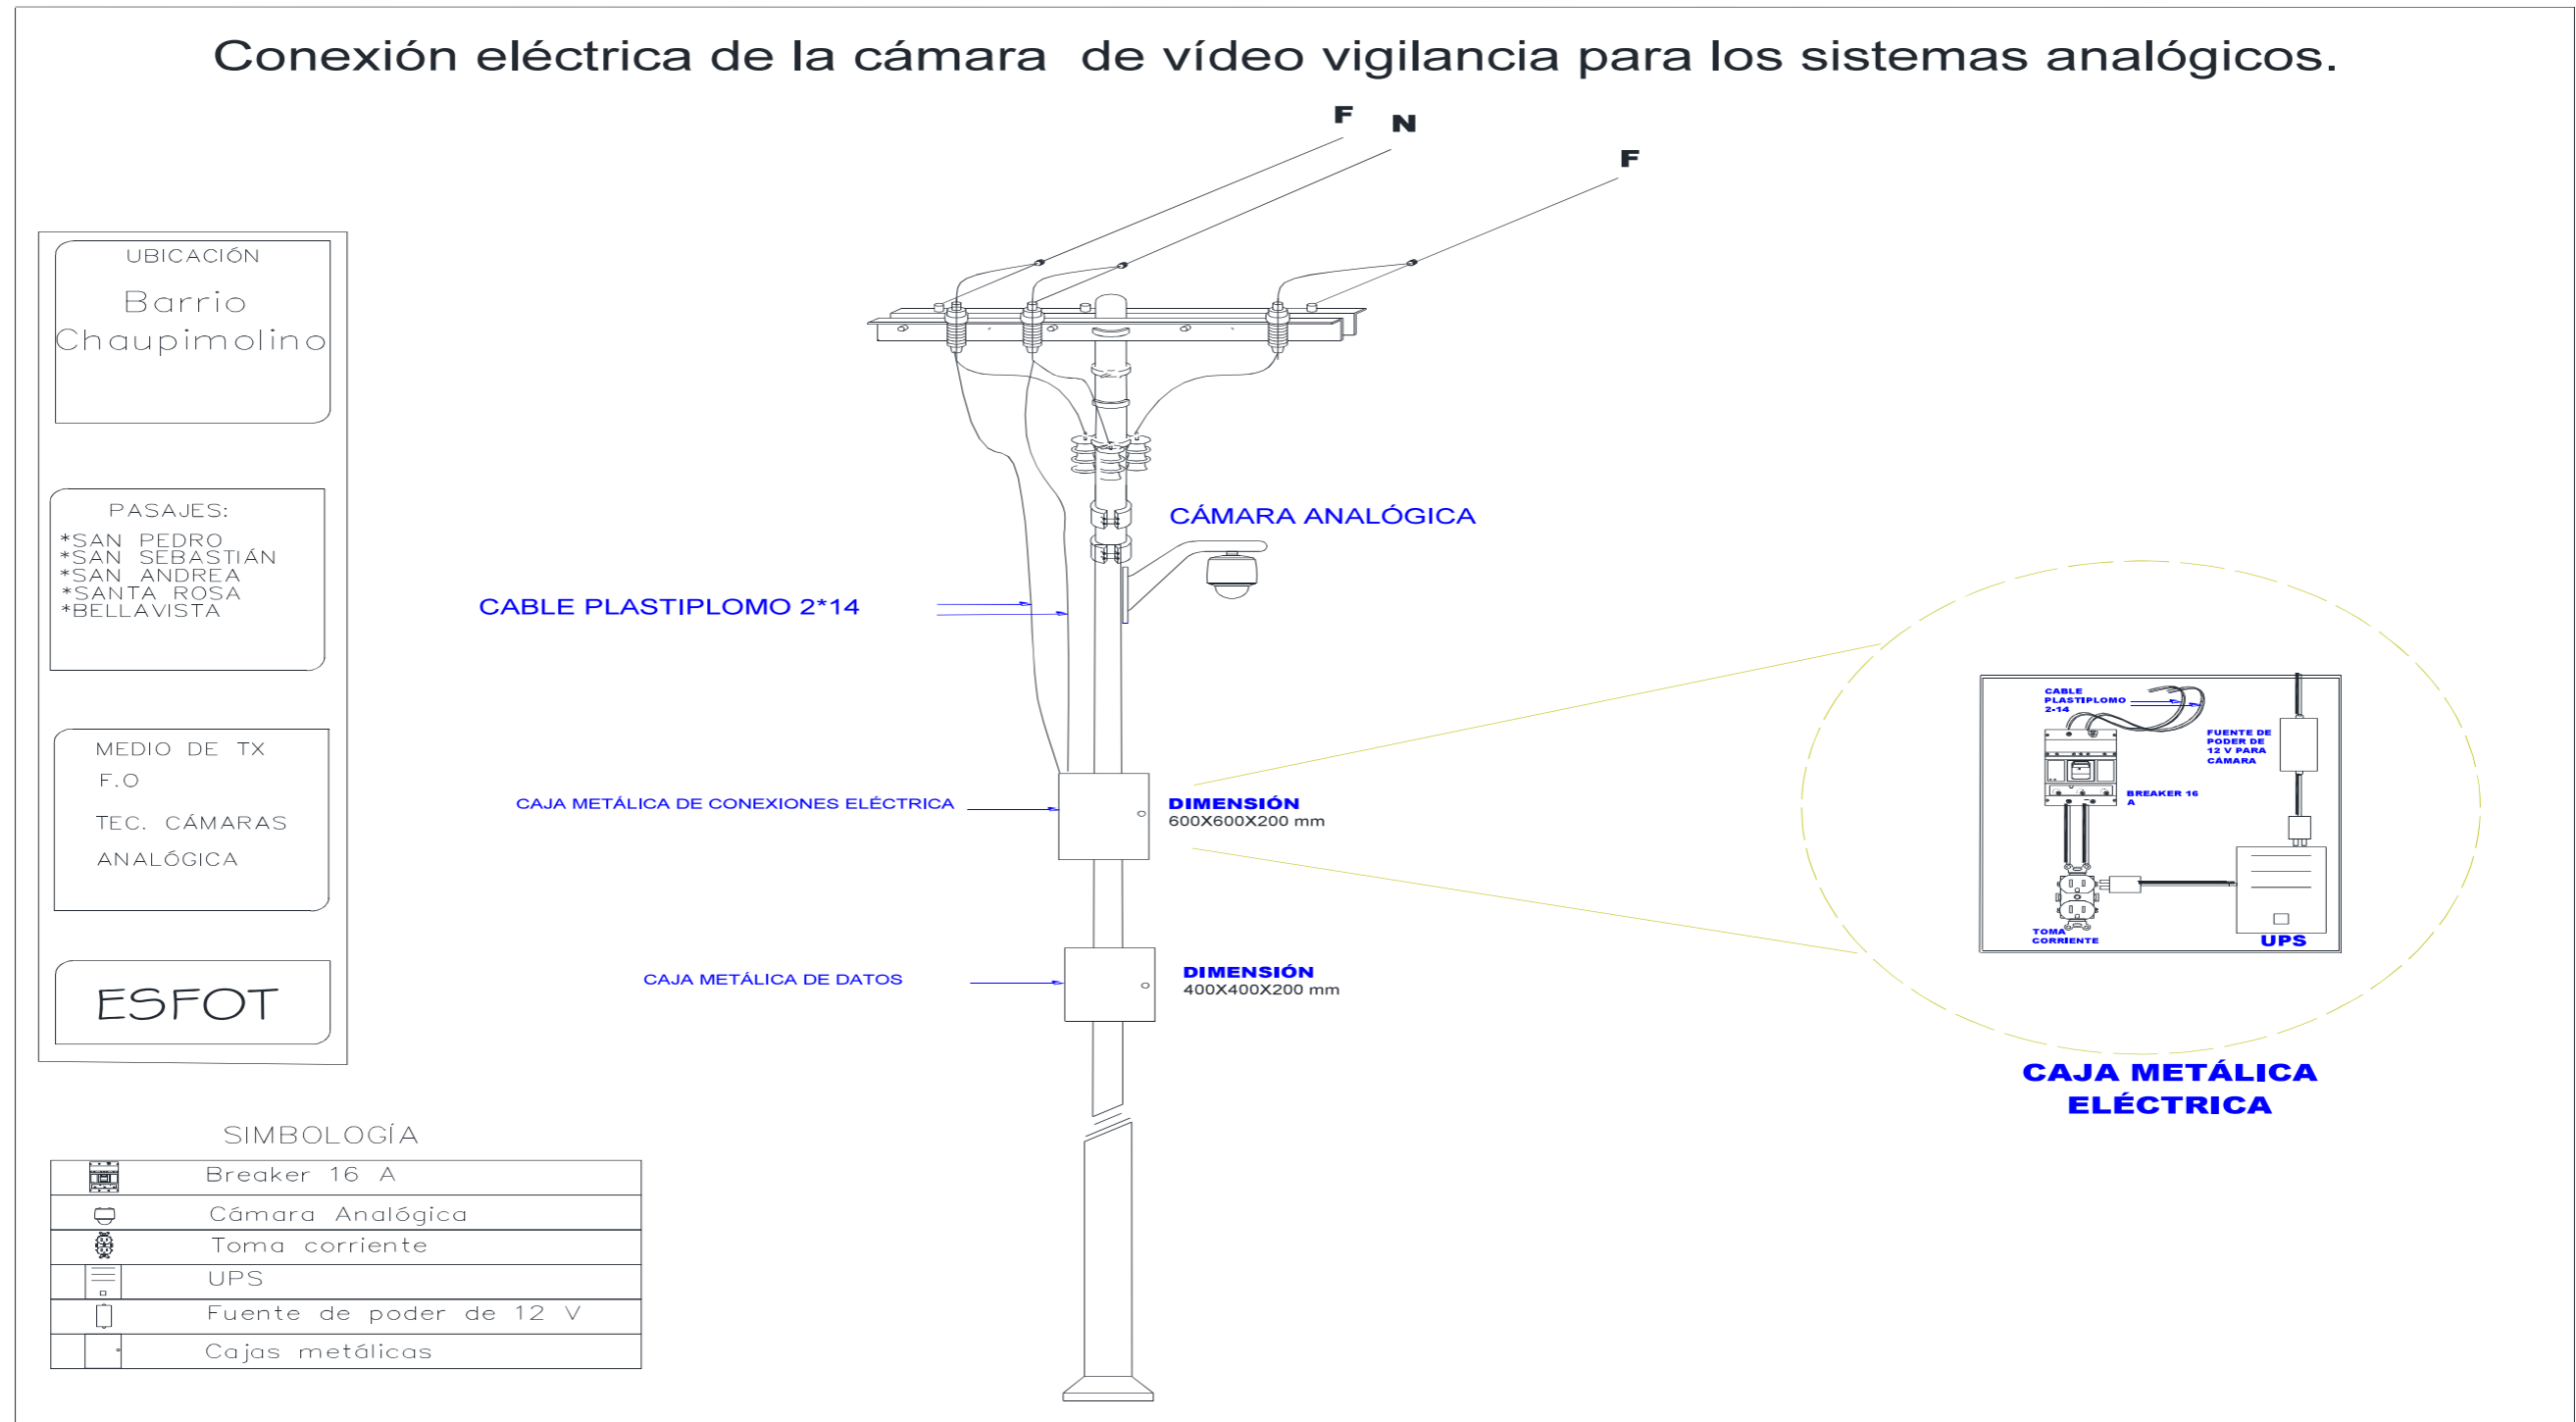 Conexión eléctrica de la cámara de vídeo vigilancia para los sistemas analógicos.
F
N
F
UBICACIÓN
Barrio
Chaupimolino
PASAJES:
*SAN PEDRO
*SAN SEBASTIÁN
*SAN ANDREA
*SANTA ROSA
*BELLAVISTA
MEDIO DE TX
F.O
TEC. CÁMARAS
ANALÓGICA
ESFOT
CÁMARA ANALÓGICA
CABLE PLASTIPLOMO 2*14
CAJA METÁLICA DE CONEXIONES ELÉCTRICA
DIMENSIÓN
600X600X200 mm
CAJA METÁLICA DE DATOS
DIMENSIÓN
400X400X200 mm
CABLE
PLASTIPLOMO
2-14
FUENTE DE
PODER DE
12 V PARA
CÁMARA
BREAKER 16
A
TOMA
CORRIENTE
UPS
CAJA METÁLICA
ELÉCTRICA
SIMBOLOGÍA
Breaker 16 A
Cámara Analógica
Toma corriente
UPS
Fuente de poder de 12 V
Cajas metálicas